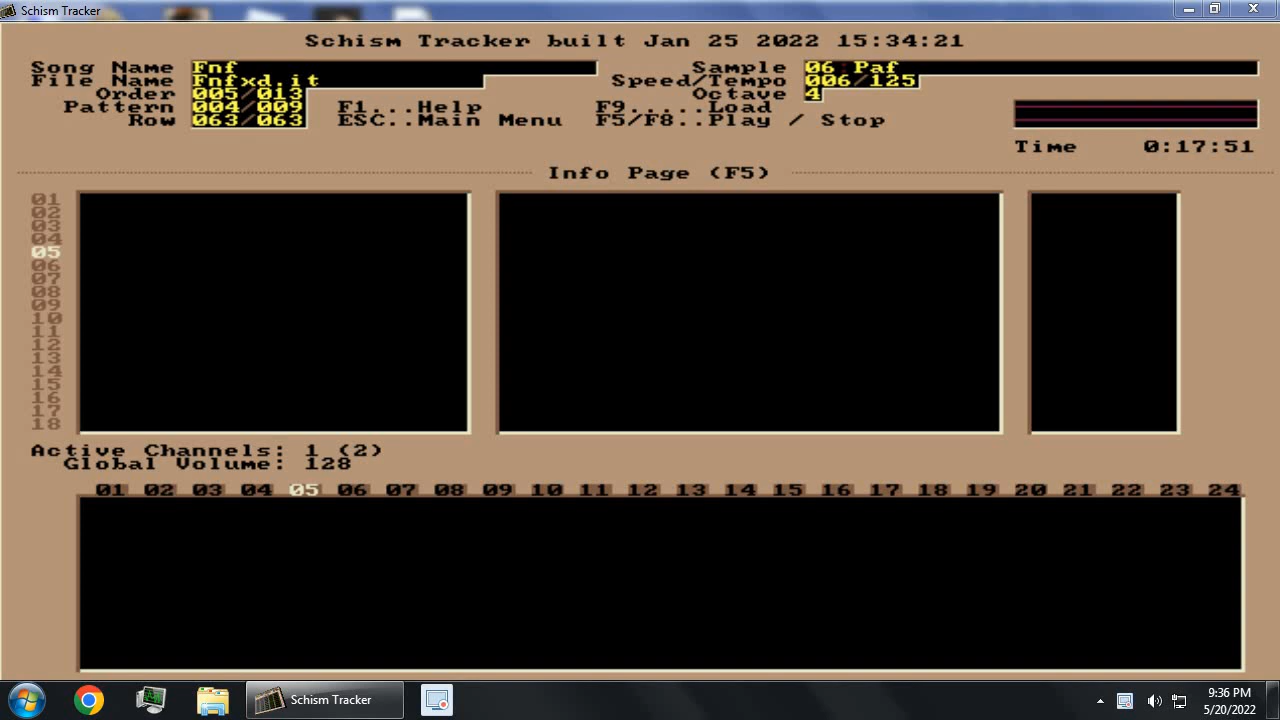 Schism Tracker
Schism Tracker built Jan 25 2022 15:34:21
Song Name Fnf
File Name Fnfxd.it
Order 005/013
Pattern 004/009
Row 063/063
F1...Help
ESC..Main Menu
Sample 06 Paf
Speed/Tempo 006/125
Octave 4
F9.....Load
F5/F8..Play / Stop
Time 0:17:51
Info Page (F5)
01
02
03
04
05
06
07
08
09
10
11
12
13
14
15
16
17
18
Active Channels: 1 (2)
Global Volume: 128
01 02 03 04 05 06 07 08 09 10 11 12 13 14 15 16 17 18 19 20 21 22 23 24
Schism Tracker
9:36 PM
5/20/2022